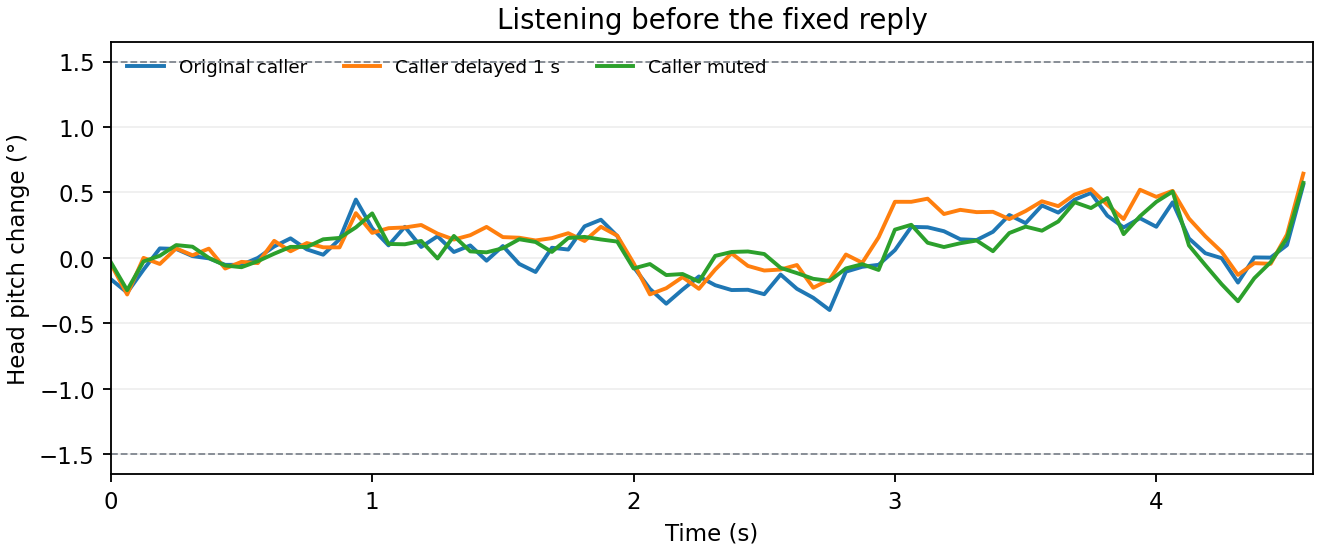 Listening before the fixed reply
Original caller
Caller delayed 1 s
Caller muted
Head pitch change (°)
1.5
1.0
0.5
0.0
−0.5
−1.0
−1.5
0
1
2
3
4
Time (s)